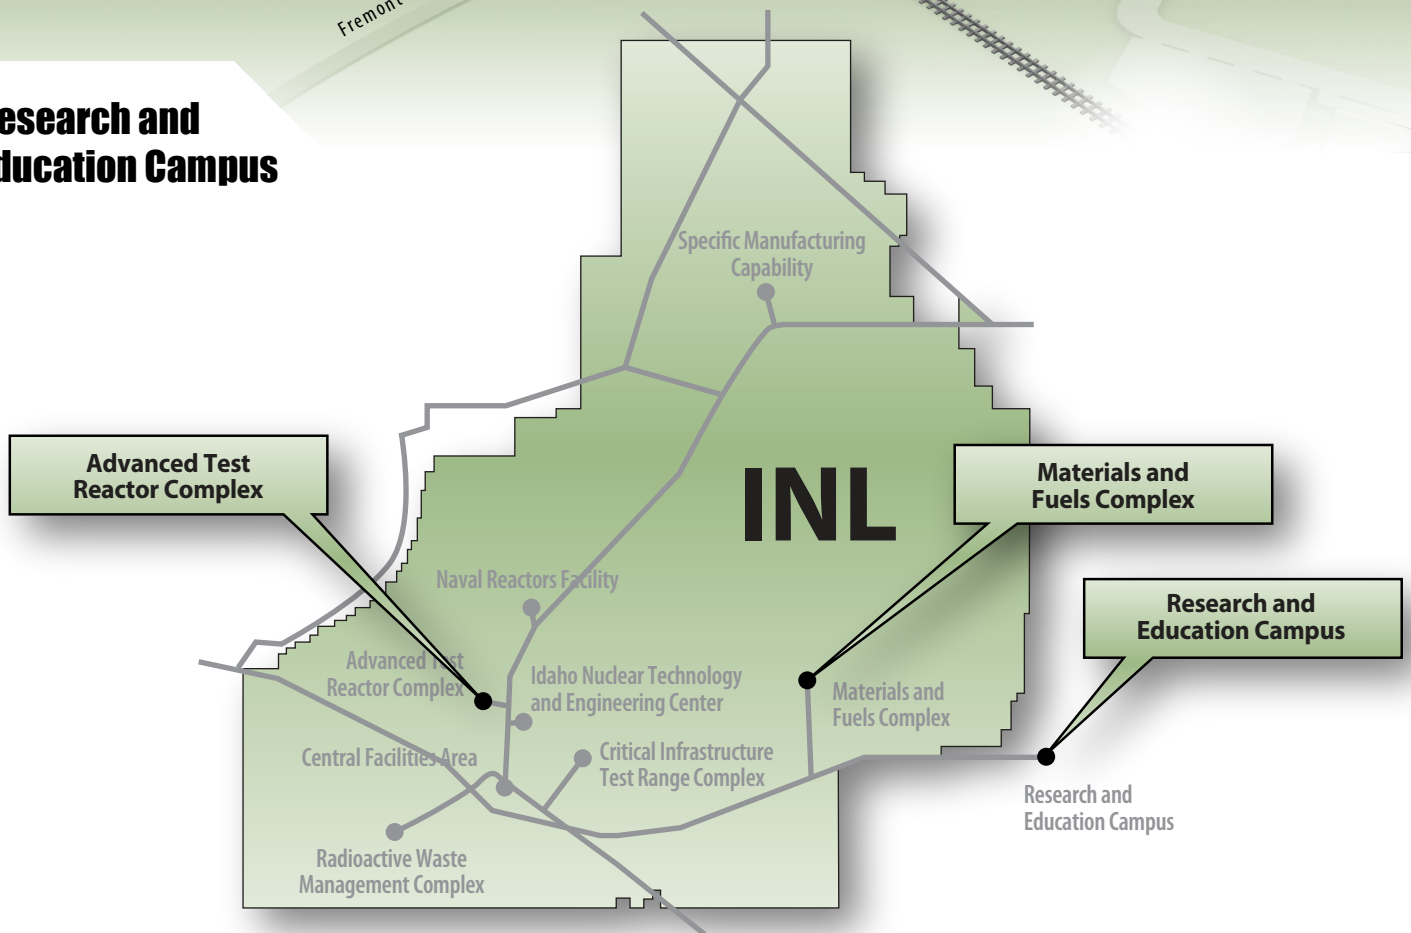 Fremont
esearch and
ducation Campus
Specific Manufacturing
Capability
Advanced Test
Reactor Complex
INL
Materials and
Fuels Complex
Naval Reactors Facility
Research and
Education Campus
Advanced Test
Reactor Complex
Idaho Nuclear Technology
and Engineering Center
Materials and
Fuels Complex
Central Facilities Area
Critical Infrastructure
Test Range Complex
Research and
Education Campus
Radioactive Waste
Management Complex